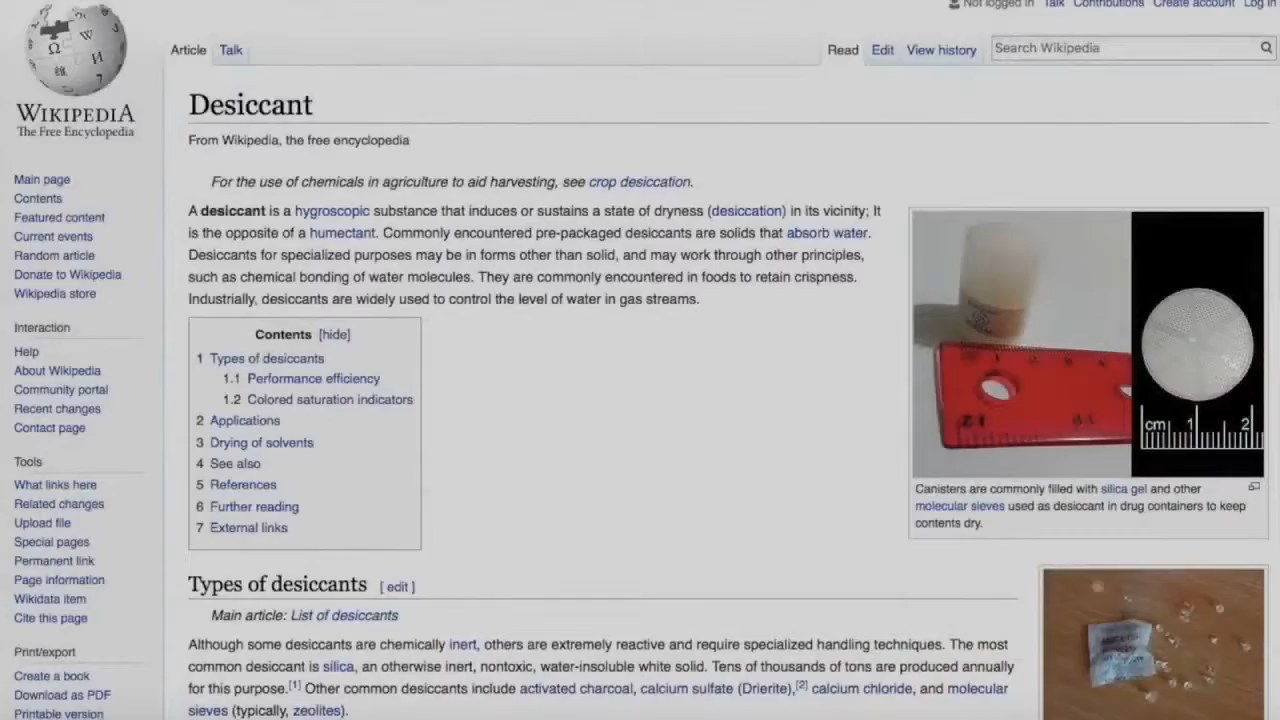 Not logged in Talk Contributions Create account Log in
Article Talk Read Edit View history Search Wikipedia
WIKIPEDIA
The Free Encyclopedia
Main page
Contents
Featured content
Current events
Random article
Donate to Wikipedia
Wikipedia store
Interaction
Help
About Wikipedia
Community portal
Recent changes
Contact page
Tools
What links here
Related changes
Upload file
Special pages
Permanent link
Page information
Wikidata item
Cite this page
Print/export
Create a book
Download as PDF
Printable version
Desiccant
From Wikipedia, the free encyclopedia
For the use of chemicals in agriculture to aid harvesting, see crop desiccation.
A desiccant is a hygroscopic substance that induces or sustains a state of dryness (desiccation) in its vicinity; It
is the opposite of a humectant. Commonly encountered pre-packaged desiccants are solids that absorb water.
Desiccants for specialized purposes may be in forms other than solid, and may work through other principles,
such as chemical bonding of water molecules. They are commonly encountered in foods to retain crispness.
Industrially, desiccants are widely used to control the level of water in gas streams.
Contents [hide]
1 Types of desiccants
1.1 Performance efficiency
1.2 Colored saturation indicators
2 Applications
3 Drying of solvents
4 See also
5 References
6 Further reading
7 External links
cm 1 2
Canisters are commonly filled with silica gel and other
molecular sieves used as desiccant in drug containers to keep
contents dry.
Types of desiccants [ edit ]
Main article: List of desiccants
Although some desiccants are chemically inert, others are extremely reactive and require specialized handling techniques. The most
common desiccant is silica, an otherwise inert, nontoxic, water-insoluble white solid. Tens of thousands of tons are produced annually
for this purpose.[1] Other common desiccants include activated charcoal, calcium sulfate (Drierite),[2] calcium chloride, and molecular
sieves (typically, zeolites).